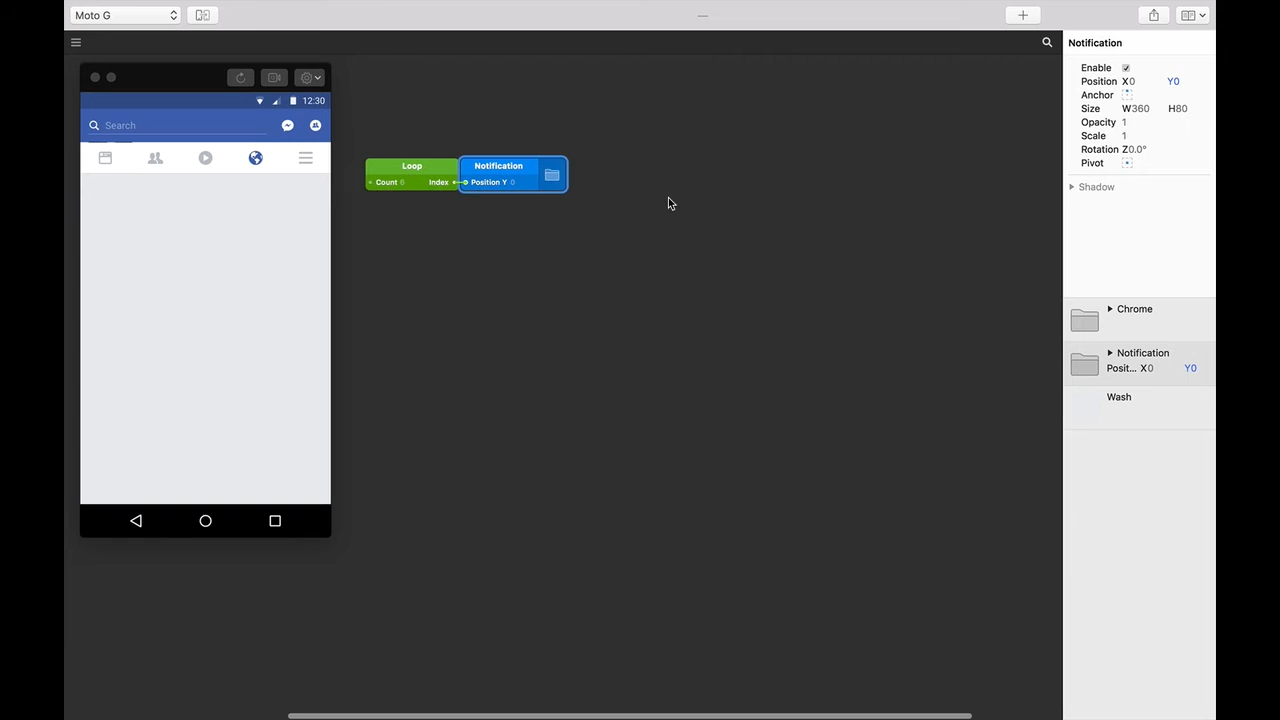 Moto G
Notification
Enable
Position X0 Y0
Anchor
Size W360 H80
Opacity 1
Scale 1
Rotation Z0.0°
Pivot
Shadow
12:30
Search
Loop
Count 6 Index
Notification
Position Y 0
Chrome
Notification
Posit... X0 Y0
Wash